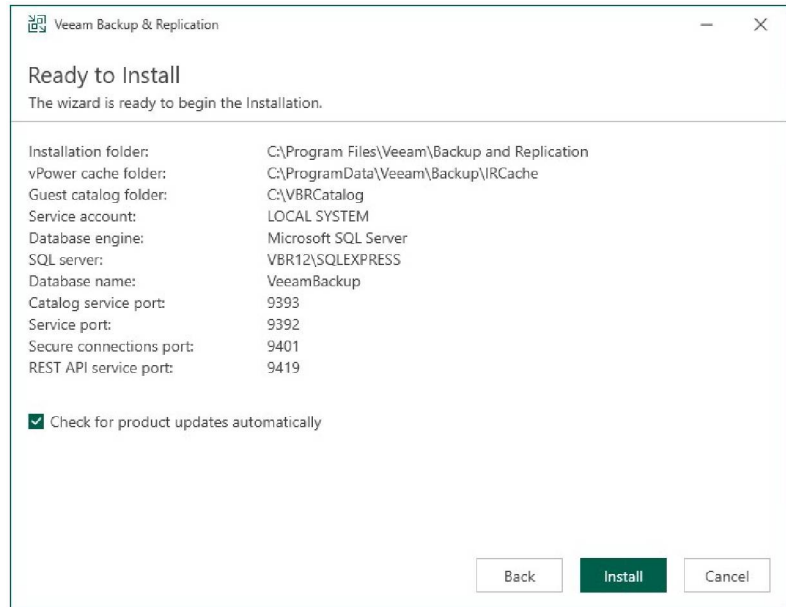 Veeam Backup & Replication
Ready to Install
The wizard is ready to begin the Installation.
Installation folder: C:\Program Files\Veeam\Backup and Replication
vPower cache folder: C:\ProgramData\Veeam\Backup\IRCache
Guest catalog folder: C:\VBRCatalog
Service account: LOCAL SYSTEM
Database engine: Microsoft SQL Server
SQL server: VBR12\SQLEXPRESS
Database name: VeeamBackup
Catalog service port: 9393
Service port: 9392
Secure connections port: 9401
REST API service port: 9419
Check for product updates automatically
Back Install Cancel